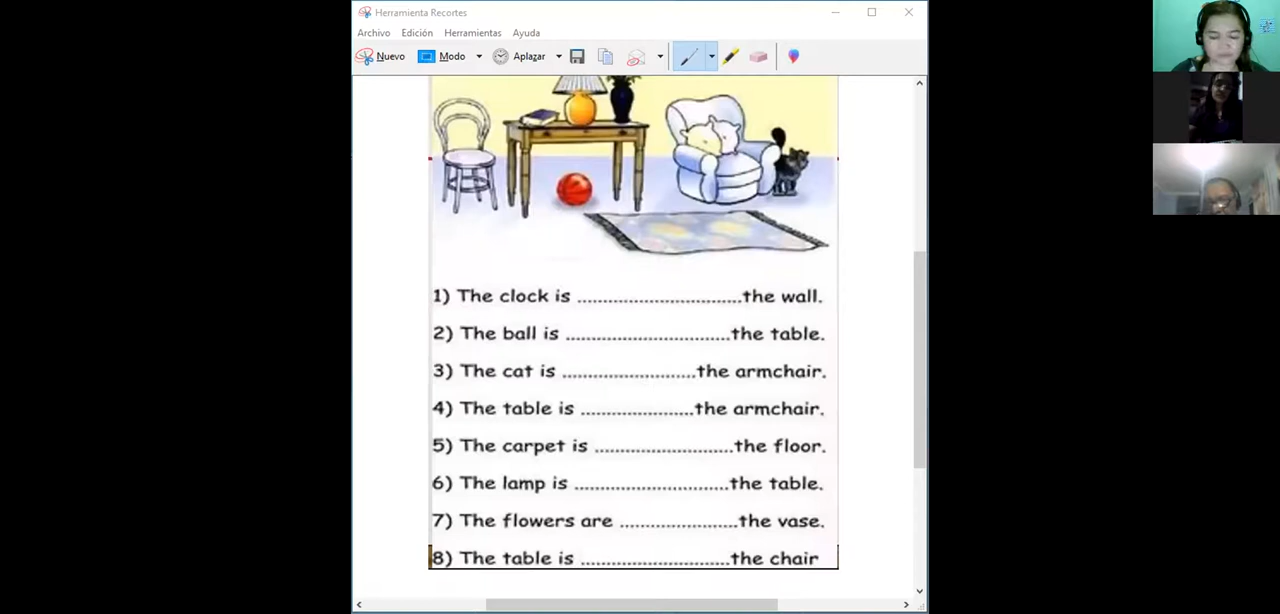 Herramienta Recortes
Archivo Edición Herramientas Ayuda
Nuevo Modo Aplazar
1) The clock is ................................the wall.
2) The ball is ................................the table.
3) The cat is ..........................the armchair.
4) The table is ......................the armchair.
5) The carpet is ...........................the floor.
6) The lamp is ..............................the table.
7) The flowers are .......................the vase.
8) The table is .............................the chair